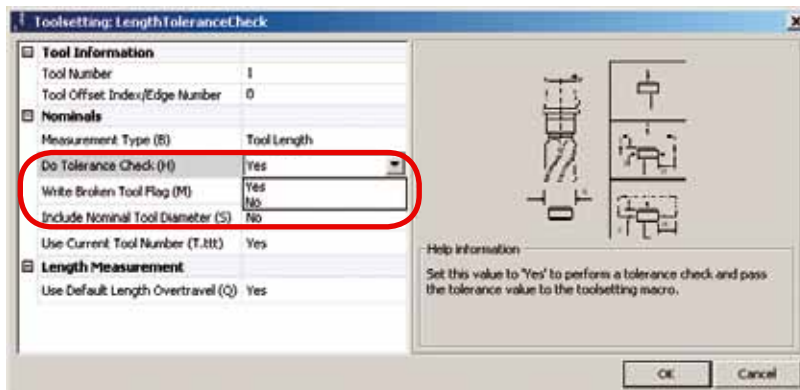 Toolsetting: LengthToleranceCheck
Tool Information
Tool Number 1
Tool Offset Index/Edge Number 0
Nominals
Measurement Type (B) Tool Length
Do Tolerance Check (H) Yes
Write Broken Tool Flag (M) Yes
No
Include Nominal Tool Diameter (S) No
Use Current Tool Number (T.ttt) Yes
Length Measurement
Use Default Length Overtravel (Q) Yes
Help information
Set this value to 'Yes' to perform a tolerance check and pass
the tolerance value to the toolsetting macro.
OK Cancel